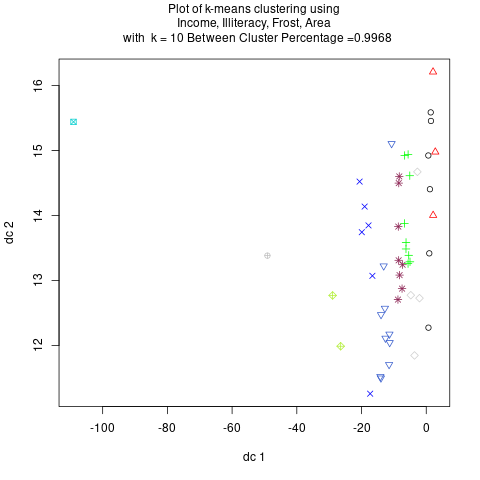 Plot of k-means clustering using
Income, Illiteracy, Frost, Area
with k = 10 Between Cluster Percentage =0.9968
16
15
14
13
12
dc 2
-100
-80
-60
-40
-20
0
dc 1